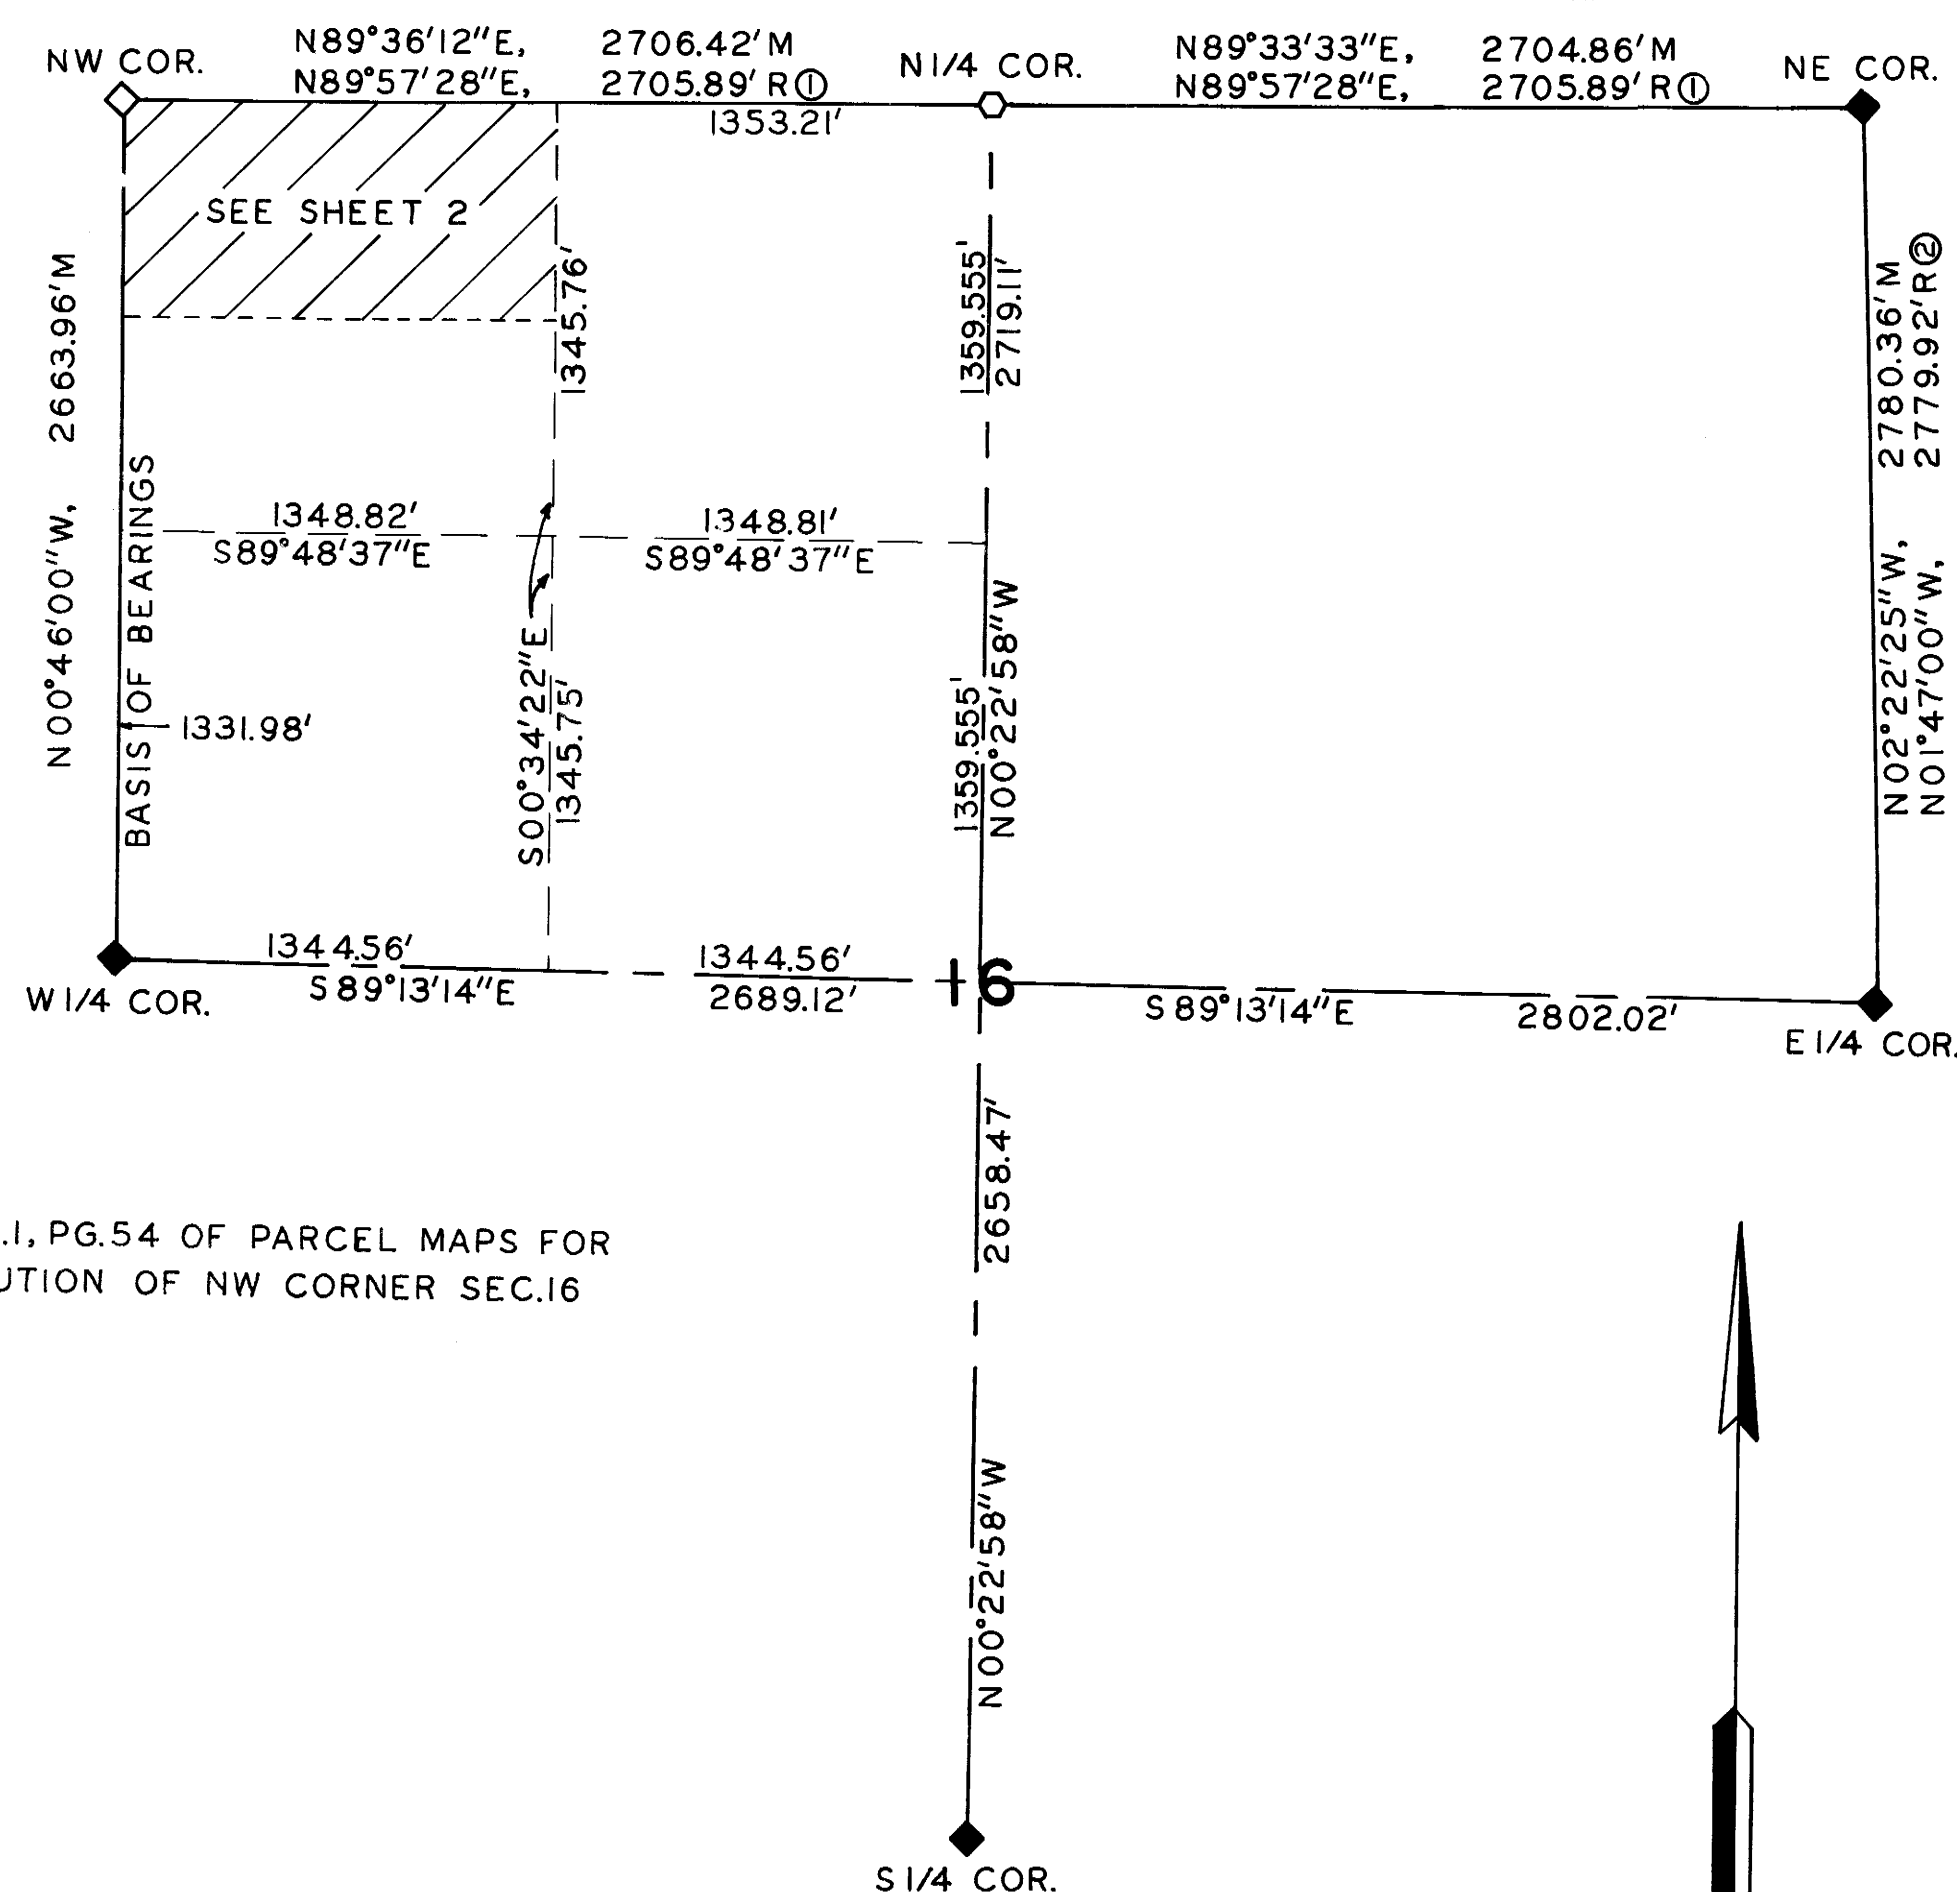 NW COR.
N89°36'12"E, 2706.42' M
N89°57'28"E, 2705.89' R①
1353.21'
N1/4 COR.
N89°33'33"E, 2704.86' M
N89°57'28"E, 2705.89' R①
NE COR.
SEE SHEET 2
N00°46'00"W, 2663.96' M
BASIS OF BEARINGS
1331.98'
1345.76'
1359.555'
2719.11'
2780.36' M
2779.92' R②
1348.82'
S89°48'37"E
1348.81'
S89°48'37"E
S00°34'22"E
1345.75'
1359.555'
N00°22'58"W
N02°22'25"W,
N01°47'00"W,
W1/4 COR.
1344.56'
S89°13'14"E
1344.56'
2689.12'
16
S89°13'14"E
2802.02'
E1/4 COR.
2658.47'
.1, PG.54 OF PARCEL MAPS FOR
UTION OF NW CORNER SEC.16
N00°22'58"W
S1/4 COR.